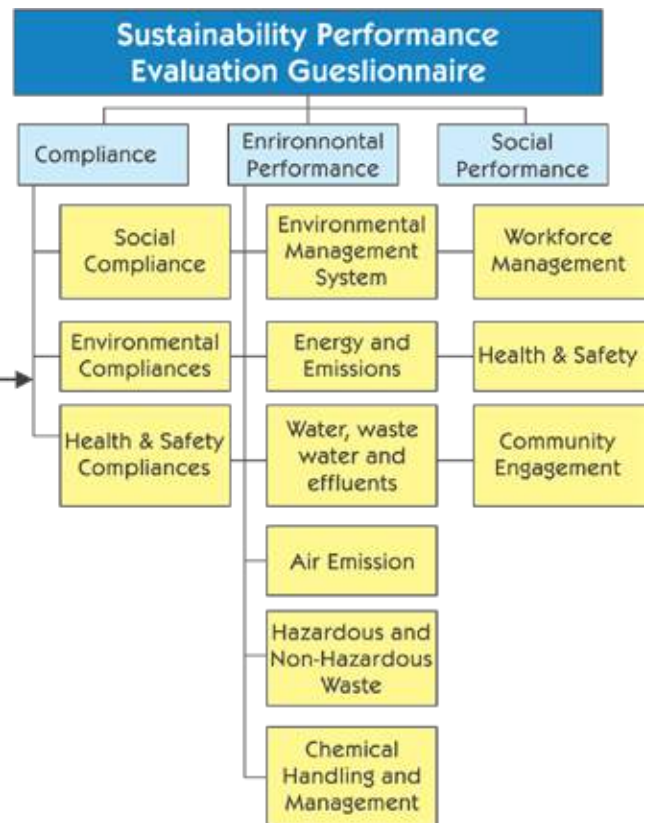 Sustainability Performance
Evaluation Gueslionnaire
Compliance
Enrironnontal
Performance
Social
Performance
Social
Compliance
Environmental
Management
System
Workforce
Management
Environmental
Compliances
Energy and
Emissions
Health & Safety
Health & Safety
Compliances
Water, waste
water and
effluents
Community
Engagement
Air Emission
Hazardous and
Non-Hazardous
Waste
Chemical
Handling and
Management